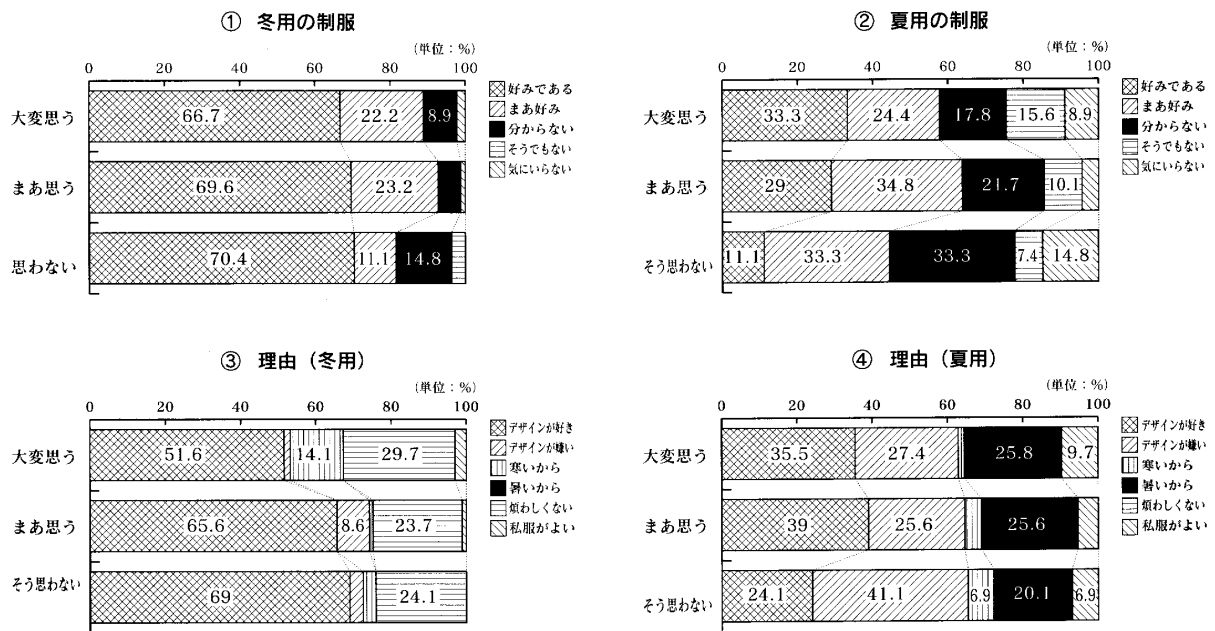 ① 冬用の制服
(単位：%)
0 20 40 60 80 100
大変思う 66.7 22.2 8.9
まあ思う 69.6 23.2
思わない 70.4 11.1 14.8
好みである
まあ好み
分からない
そうでもない
気にいらない
② 夏用の制服
(単位：%)
0 20 40 60 80 100
大変思う 33.3 24.4 17.8 15.6 8.9
まあ思う 29 34.8 21.7 10.1
そう思わない 11.1 33.3 33.3 7.4 14.8
好みである
まあ好み
分からない
そうでもない
気にいらない
③ 理由（冬用）
(単位：%)
0 20 40 60 80 100
大変思う 51.6 14.1 29.7
まあ思う 65.6 8.6 23.7
そう思わない 69 24.1
デザインが好き
デザインが嫌い
寒いから
暑いから
煩わしくない
私服がよい
④ 理由（夏用）
(単位：%)
0 20 40 60 80 100
大変思う 35.5 27.4 25.8 9.7
まあ思う 39 25.6 25.6
そう思わない 24.1 41.1 6.9 20.1 6.9
デザインが好き
デザインが嫌い
寒いから
暑いから
煩わしくない
私服がよい